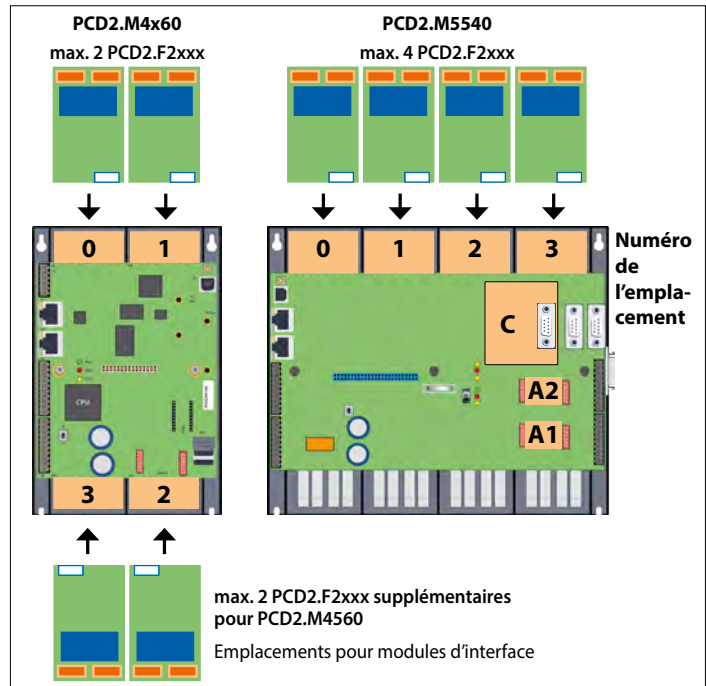 PCD2.M4x60
max. 2 PCD2.F2xxx
PCD2.M5540
max. 4 PCD2.F2xxx
0
1
0
1
2
3
Numéro
de
l'empla-
cement
C
CPU
A2
A1
3
2
max. 2 PCD2.F2xxx supplémentaires
pour PCD2.M4560
Emplacements pour modules d'interface